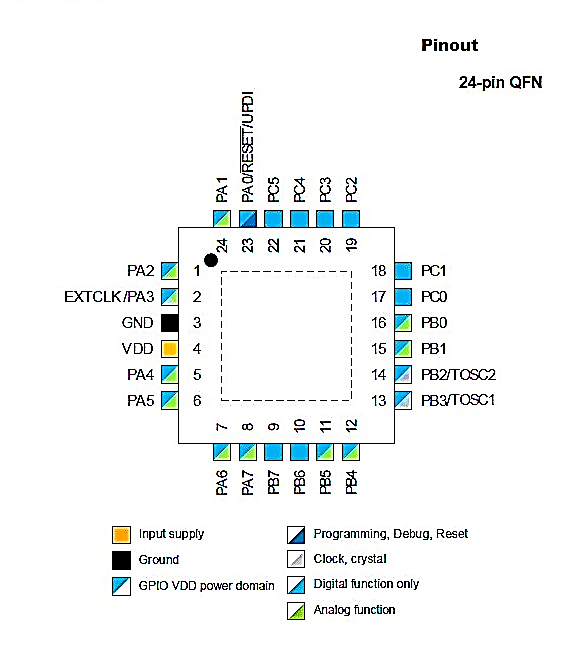 Pinout
24-pin QFN
PA1
PA0/RESET/UPDI
PC5
PC4
PC3
PC2
24
23
22
21
20
19
PA2 1
EXTCLK/PA3 2
GND 3
VDD 4
PA4 5
PA5 6
18 PC1
17 PC0
16 PB0
15 PB1
14 PB2/TOSC2
13 PB3/TOSC1
7
8
9
10
11
12
PA6
PA7
PB7
PB6
PB5
PB4
Input supply
Ground
GPIO VDD power domain
Programming, Debug, Reset
Clock, crystal
Digital function only
Analog function